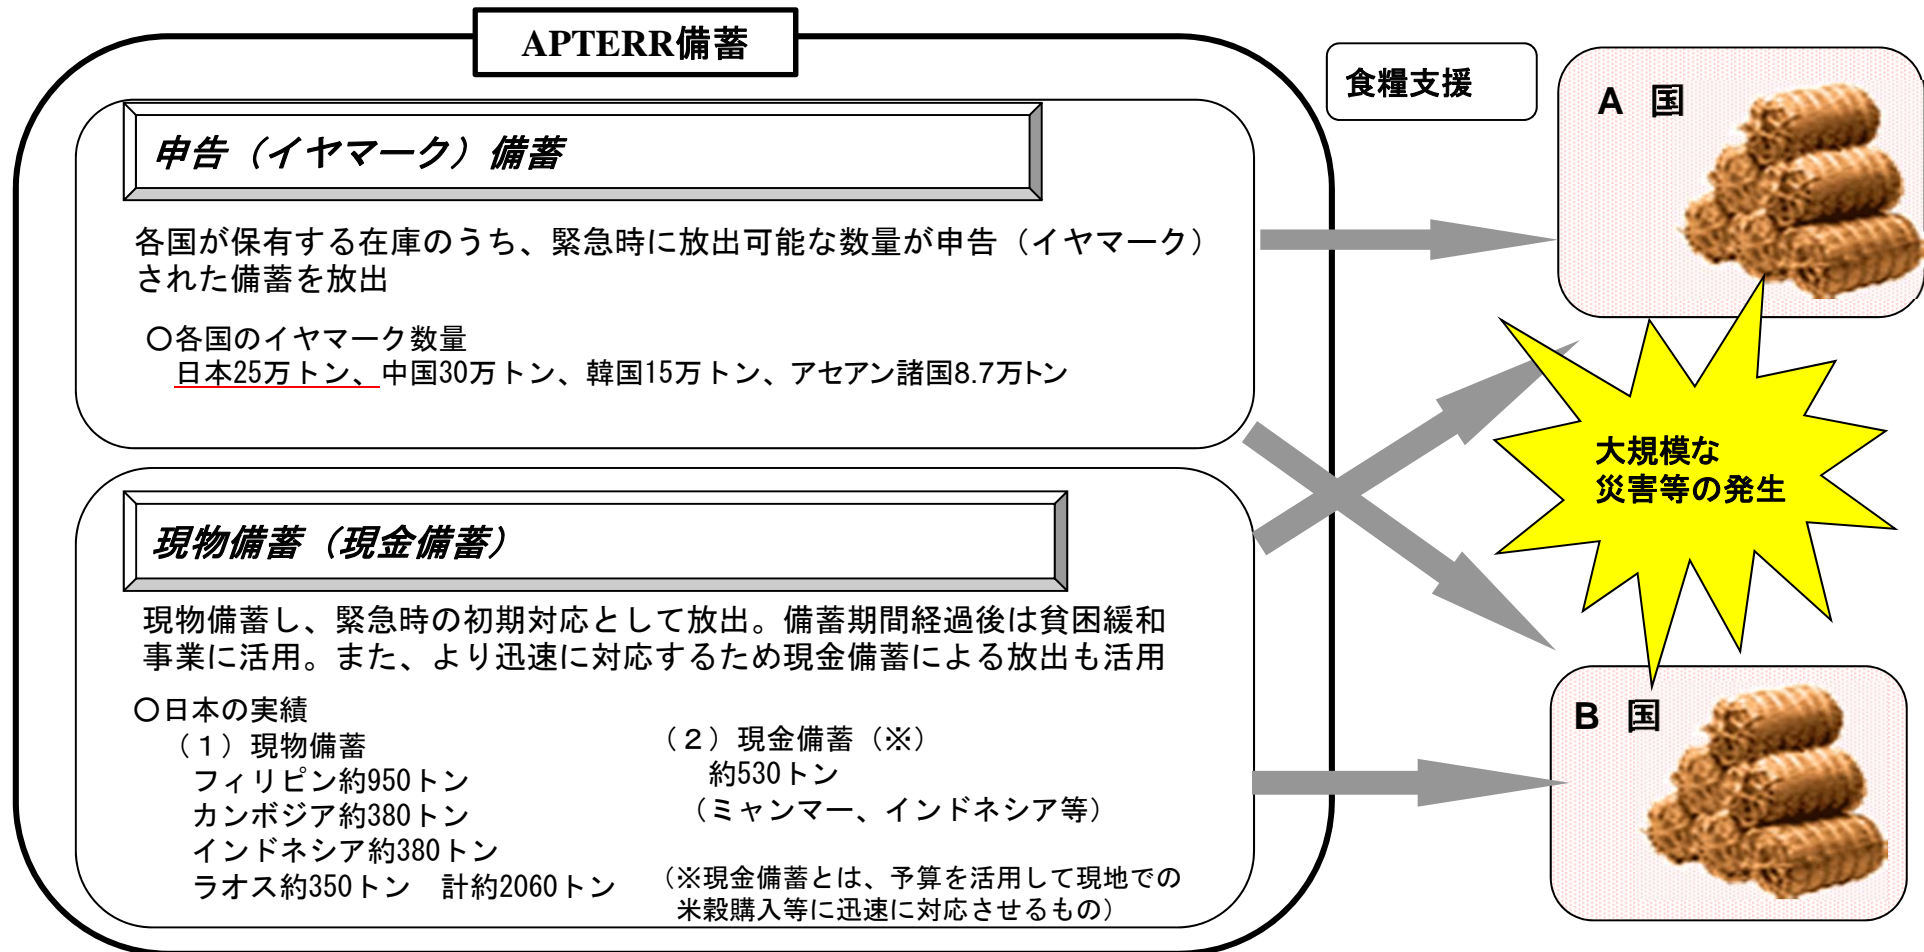 APTERR備蓄
申告（イヤマーク）備蓄
各国が保有する在庫のうち、緊急時に放出可能な数量が申告（イヤマーク）
された備蓄を放出
〇各国のイヤマーク数量
日本25万トン、中国30万トン、韓国15万トン、アセアン諸国8.7万トン
現物備蓄（現金備蓄）
現物備蓄し、緊急時の初期対応として放出。備蓄期間経過後は貧困緩和
事業に活用。また、より迅速に対応するため現金備蓄による放出も活用
〇日本の実績
（１）現物備蓄
フィリピン約950トン
カンボジア約380トン
インドネシア約380トン
ラオス約350トン　計約2060トン
（２）現金備蓄（※）
約530トン
（ミャンマー、インドネシア等）
（※現金備蓄とは、予算を活用して現地での
米穀購入等に迅速に対応させるもの）
食糧支援
A　国
大規模な
災害等の発生
B　国